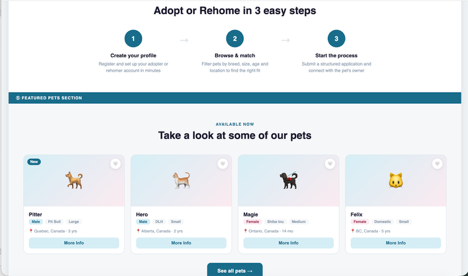 Adopt or Rehome in 3 easy steps
1
2
3
Create your profile
Browse & match
Start the process
Register and set up your adopter or
rehomer account in minutes
Filter pets by breed, size, age and
location to find the right fit
Submit a structured application and
connect with the pet's owner
FEATURED PETS SECTION
AVAILABLE NOW
Take a look at some of our pets
New
Pitter
Male Pit Bull Large
Quebec, Canada · 2 yrs
More Info
Hero
Male DLH Small
Alberta, Canada · 2 yrs
More Info
Magie
Female Shiba Inu Medium
Ontario, Canada · 14 mo
More Info
Felix
Female Domestic Small
BC, Canada · 3 yrs
More Info
See all pets →